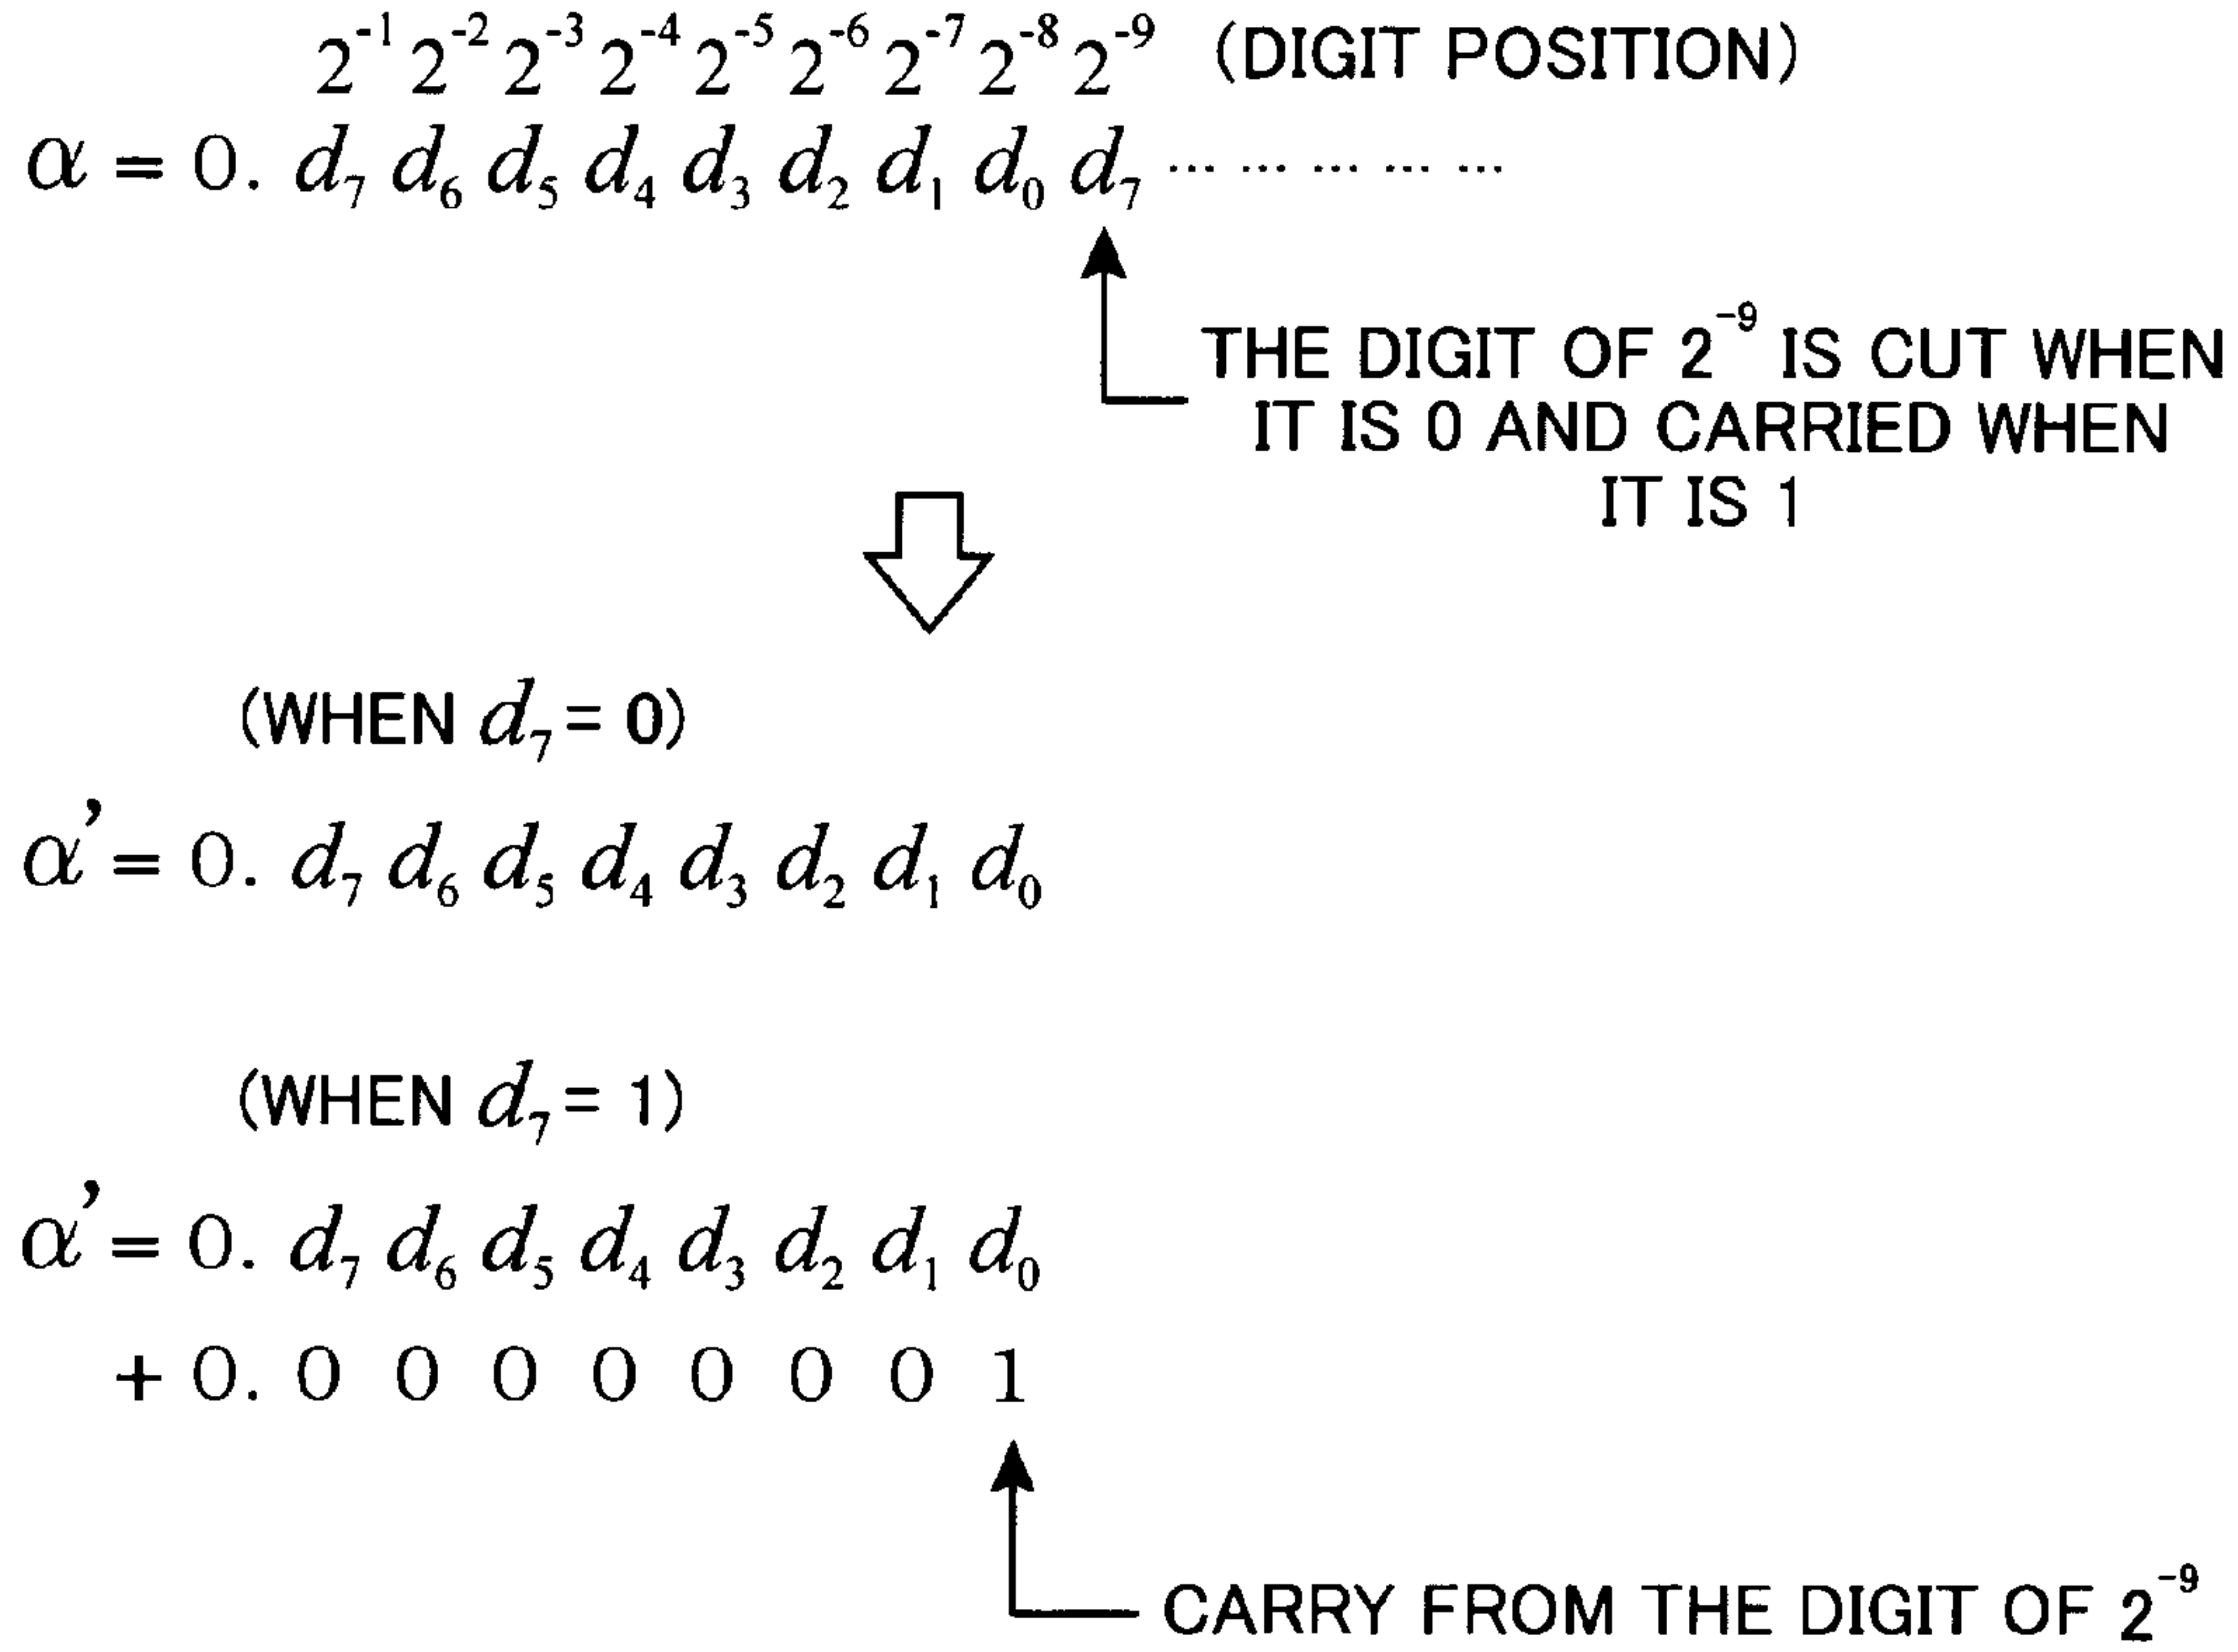 2⁻¹ 2⁻² 2⁻³ 2⁻⁴ 2⁻⁵ 2⁻⁶ 2⁻⁷ 2⁻⁸ 2⁻⁹ (DIGIT POSITION)
α = 0. d₇ d₆ d₅ d₄ d₃ d₂ d₁ d₀ d₇ ... ... ... ... ...
THE DIGIT OF 2⁻⁹ IS CUT WHEN
IT IS 0 AND CARRIED WHEN
IT IS 1
(WHEN d₇ = 0)
α’ = 0. d₇ d₆ d₅ d₄ d₃ d₂ d₁ d₀
(WHEN d₇ = 1)
α’ = 0. d₇ d₆ d₅ d₄ d₃ d₂ d₁ d₀
+ 0. 0 0 0 0 0 0 0 1
CARRY FROM THE DIGIT OF 2⁻⁹